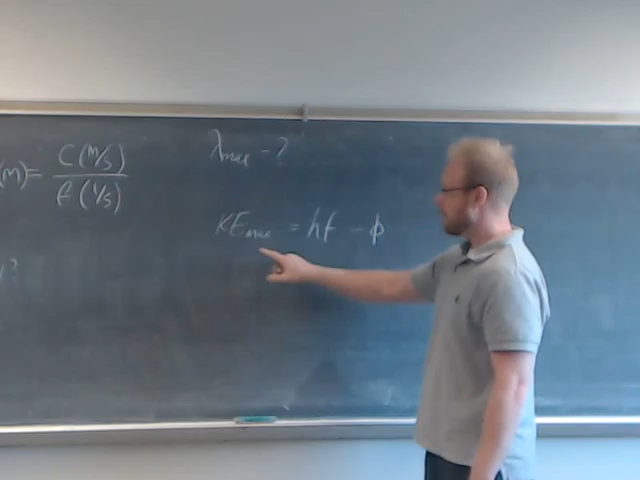 (m) = C (m/s) / f (1/s)
λmax - ?
KEmax = hf - ϕ
?